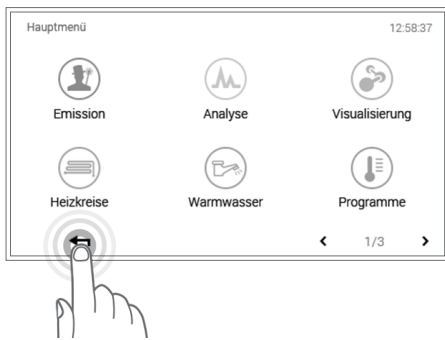 Hauptmenü 12:58:37
Emission Analyse Visualisierung
Heizkreise Warmwasser Programme
1/3